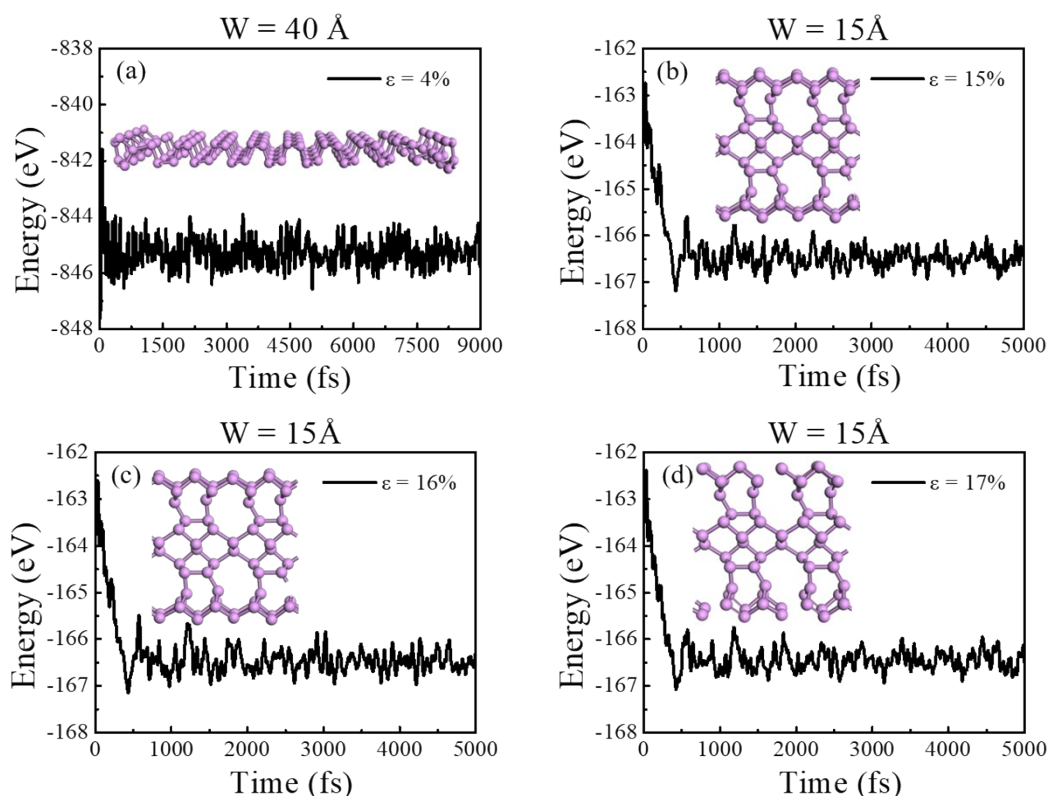 W = 40 Å
(a)
ε = 4%
-838
-840
-842
-844
-846
-848
Energy (eV)
0 1500 3000 4500 6000 7500 9000
Time (fs)
W = 15Å
(b)
ε = 15%
-162
-163
-164
-165
-166
-167
-168
Energy (eV)
0 1000 2000 3000 4000 5000
Time (fs)
W = 15Å
(c)
ε = 16%
-162
-163
-164
-165
-166
-167
-168
Energy (eV)
0 1000 2000 3000 4000 5000
Time (fs)
W = 15Å
(d)
ε = 17%
-162
-163
-164
-165
-166
-167
-168
Energy (eV)
0 1000 2000 3000 4000 5000
Time (fs)